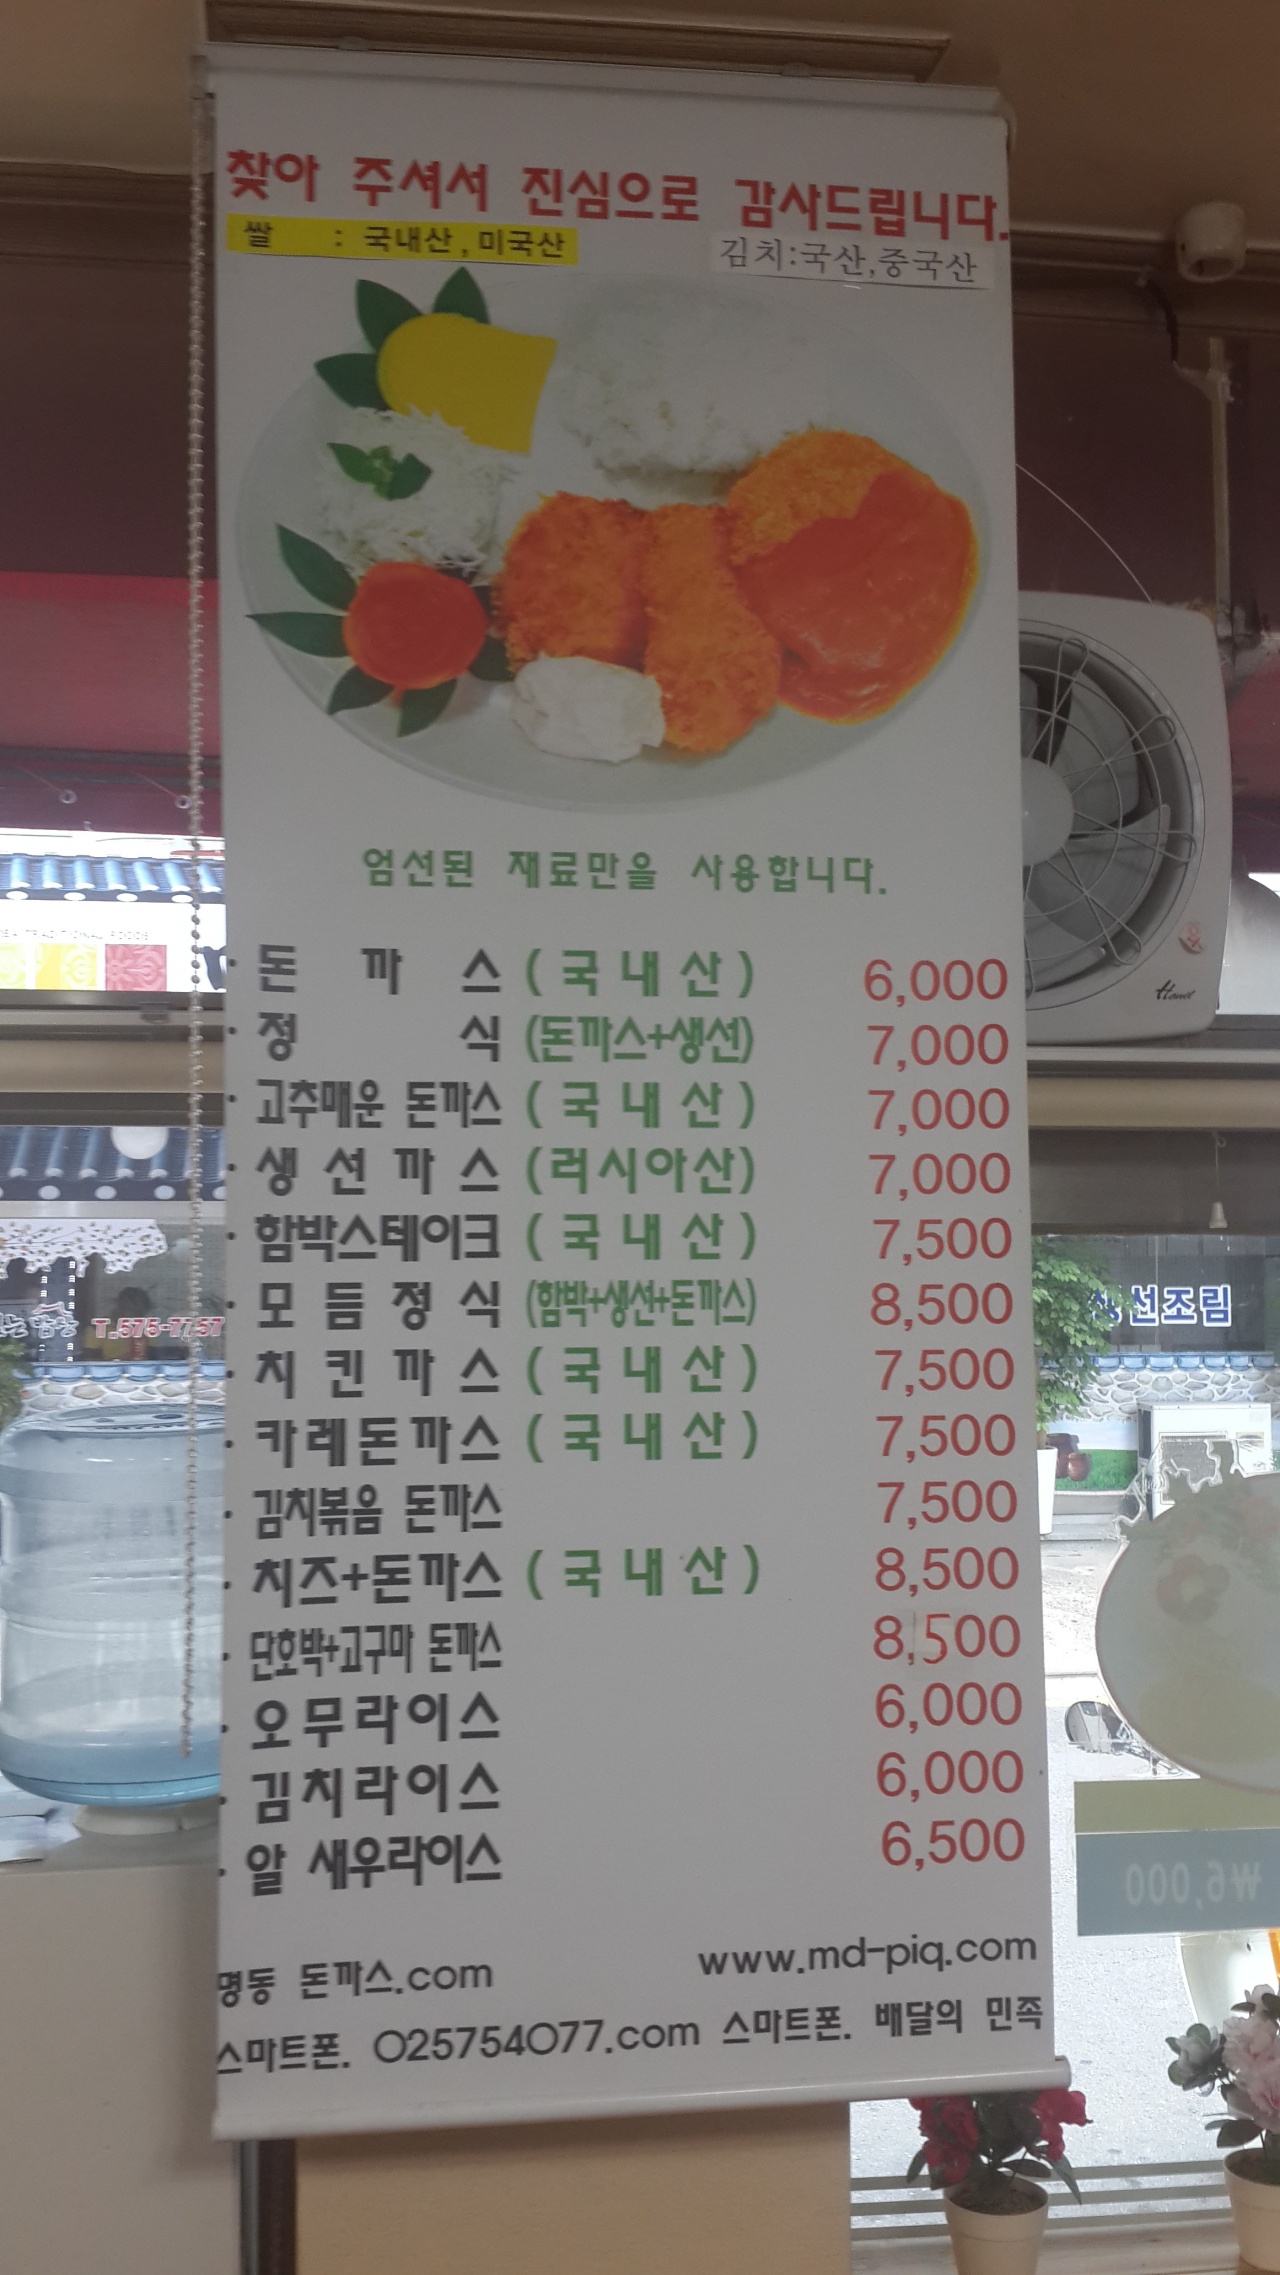 찾아 주셔서 진심으로 감사드립니다.
쌀 : 국내산, 미국산
김치:국산,중국산
엄선된 재료만을 사용합니다.
· 돈까스 (국내산) 6,000
· 정식 (돈까스+생선) 7,000
· 고추매운 돈까스 (국내산) 7,000
· 생선까스 (러시아산) 7,000
· 함박스테이크 (국내산) 7,500
· 모듬정식 (함박+생선+돈까스) 8,500
· 치킨까스 (국내산) 7,500
· 카레돈까스 (국내산) 7,500
· 김치볶음 돈까스 7,500
· 치즈+돈까스 (국내산) 8,500
· 단호박+고구마 돈까스 8,500
· 오무라이스 6,000
· 김치라이스 6,000
· 알 새우라이스 6,500
명동 돈까스.com www.md-piq.com
스마트폰. 025754077.com 스마트폰. 배달의 민족
T.575-7757
선조림
Hanil
₩6,000